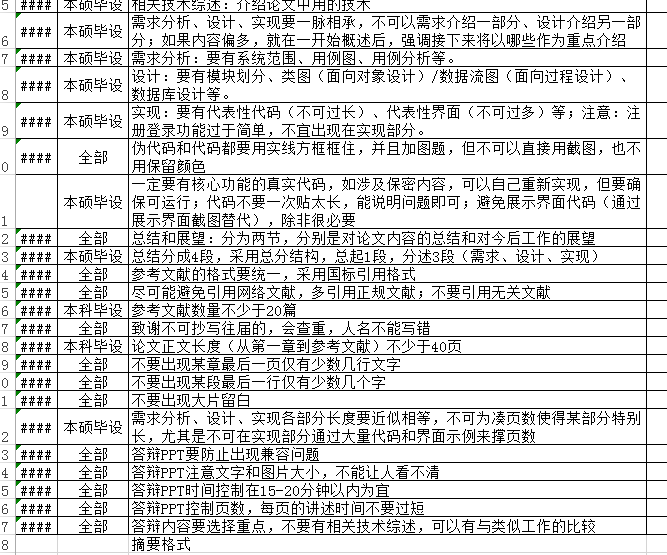 5 #### 本硕毕设 相关技术综述：介绍论文中用的技术
需求分析、设计、实现要一脉相承，不可以需求介绍一部分、设计介绍另一部
6 #### 本硕毕设 分；如果内容偏多，就在一开始概述后，强调接下来将以哪些作为重点介绍
7 #### 本硕毕设 需求分析：要有系统范围、用例图、用例分析等。
设计：要有模块划分、类图（面向对象设计）/数据流图（面向过程设计）、
8 #### 本硕毕设 数据库设计等。
实现：要有代表性代码（不可过长）、代表性界面（不可过多）等；注意：注
9 #### 本硕毕设 册登录功能过于简单，不宜出现在实现部分。
伪代码和代码都要用实线方框框住，并且加图题，但不可以直接用截图，也不
0 #### 全部 用保留颜色
一定要有核心功能的真实代码，如涉及保密内容，可以自己重新实现，但要确
本硕毕设 保可运行；代码不要一次贴太长，能说明问题即可；避免展示界面代码（通过
1 #### 展示界面截图替代），除非很必要
2 #### 全部 总结和展望：分为两节，分别是对论文内容的总结和对今后工作的展望
3 #### 本硕毕设 总结分成4段，采用总分结构，总起1段，分述3段（需求、设计、实现）
4 #### 全部 参考文献的格式要统一，采用国标引用格式
5 #### 全部 尽可能避免引用网络文献，多引用正规文献；不要引用无关文献
6 #### 本科毕设 参考文献数量不少于20篇
7 #### 全部 致谢不可抄写往届的，会查重，人名不能写错
8 #### 本科毕设 论文正文长度（从第一章到参考文献）不少于40页
9 #### 全部 不要出现某章最后一页仅有少数几行文字
0 #### 全部 不要出现某段最后一行仅有少数几个字
1 #### 全部 不要出现大片留白
需求分析、设计、实现各部分长度要近似相等，不可为凑页数使得某部分特别
2 #### 本硕毕设 长，尤其是不可在实现部分通过大量代码和界面示例来撑页数
3 #### 全部 答辩PPT要防止出现兼容问题
4 #### 全部 答辩PPT注意文字和图片大小，不能让人看不清
5 #### 全部 答辩PPT时间控制在15-20分钟以内为宜
6 #### 全部 答辩PPT控制页数，每页的讲述时间不要过短
7 #### 全部 答辩内容要选择重点，不要有相关技术综述，可以有与类似工作的比较
8 摘要格式